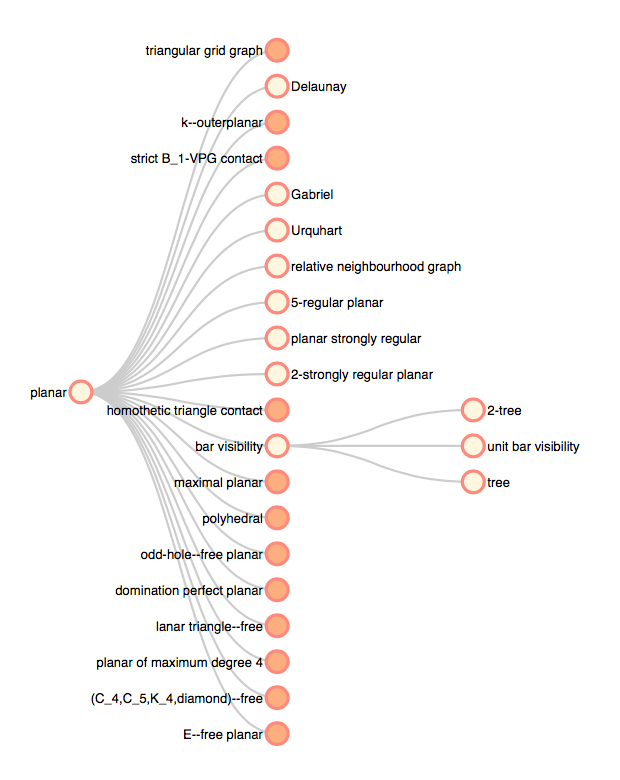 triangular grid graph
Delaunay
k--outerplanar
strict B_1-VPG contact
Gabriel
Urquhart
relative neighbourhood graph
5-regular planar
planar strongly regular
2-strongly regular planar
planar
homothetic triangle contact
2-tree
bar visibility
unit bar visibility
maximal planar
tree
polyhedral
odd-hole--free planar
domination perfect planar
lanar triangle--free
planar of maximum degree 4
(C_4,C_5,K_4,diamond)--free
E--free planar